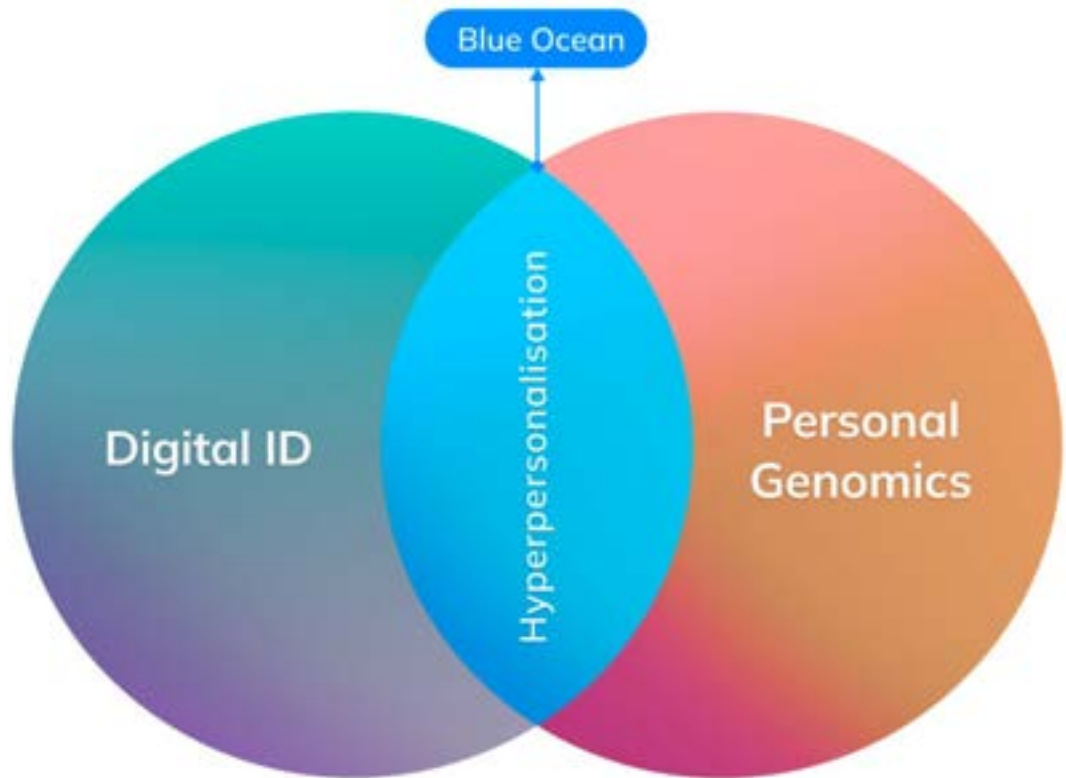 Blue Ocean
Digital ID
Hyperpersonalisation
Personal
Genomics